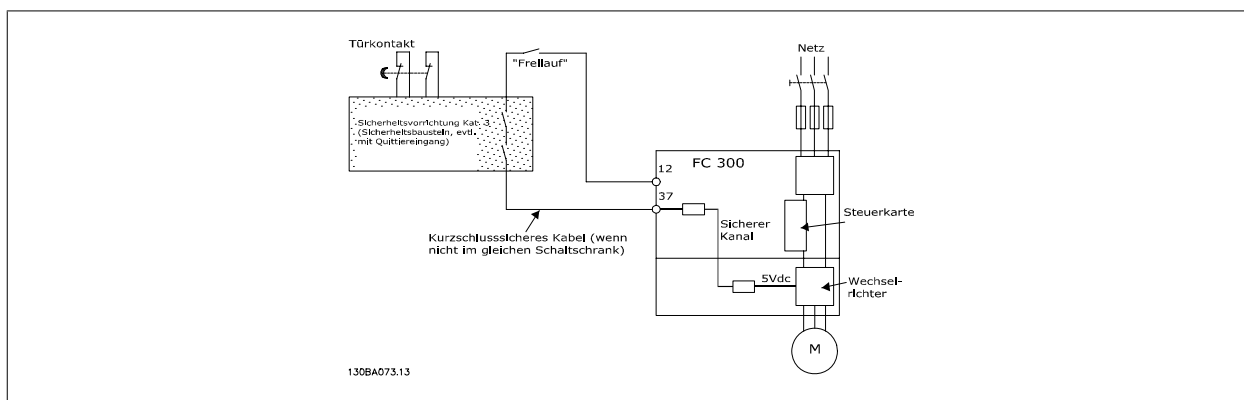 Türkontakt
"Freilauf"
Netz
Sicherheitsvorrichtung Kat. 3
(Sicherheitsbaustein, evtl.
mit Quittiereingang)
12
FC 300
37
Sicherer
Kanal
Steuerkarte
Kurzschlusssicheres Kabel (wenn
nicht im gleichen Schaltschrank)
5Vdc
Wechsel-
richter
M
130BA073.13